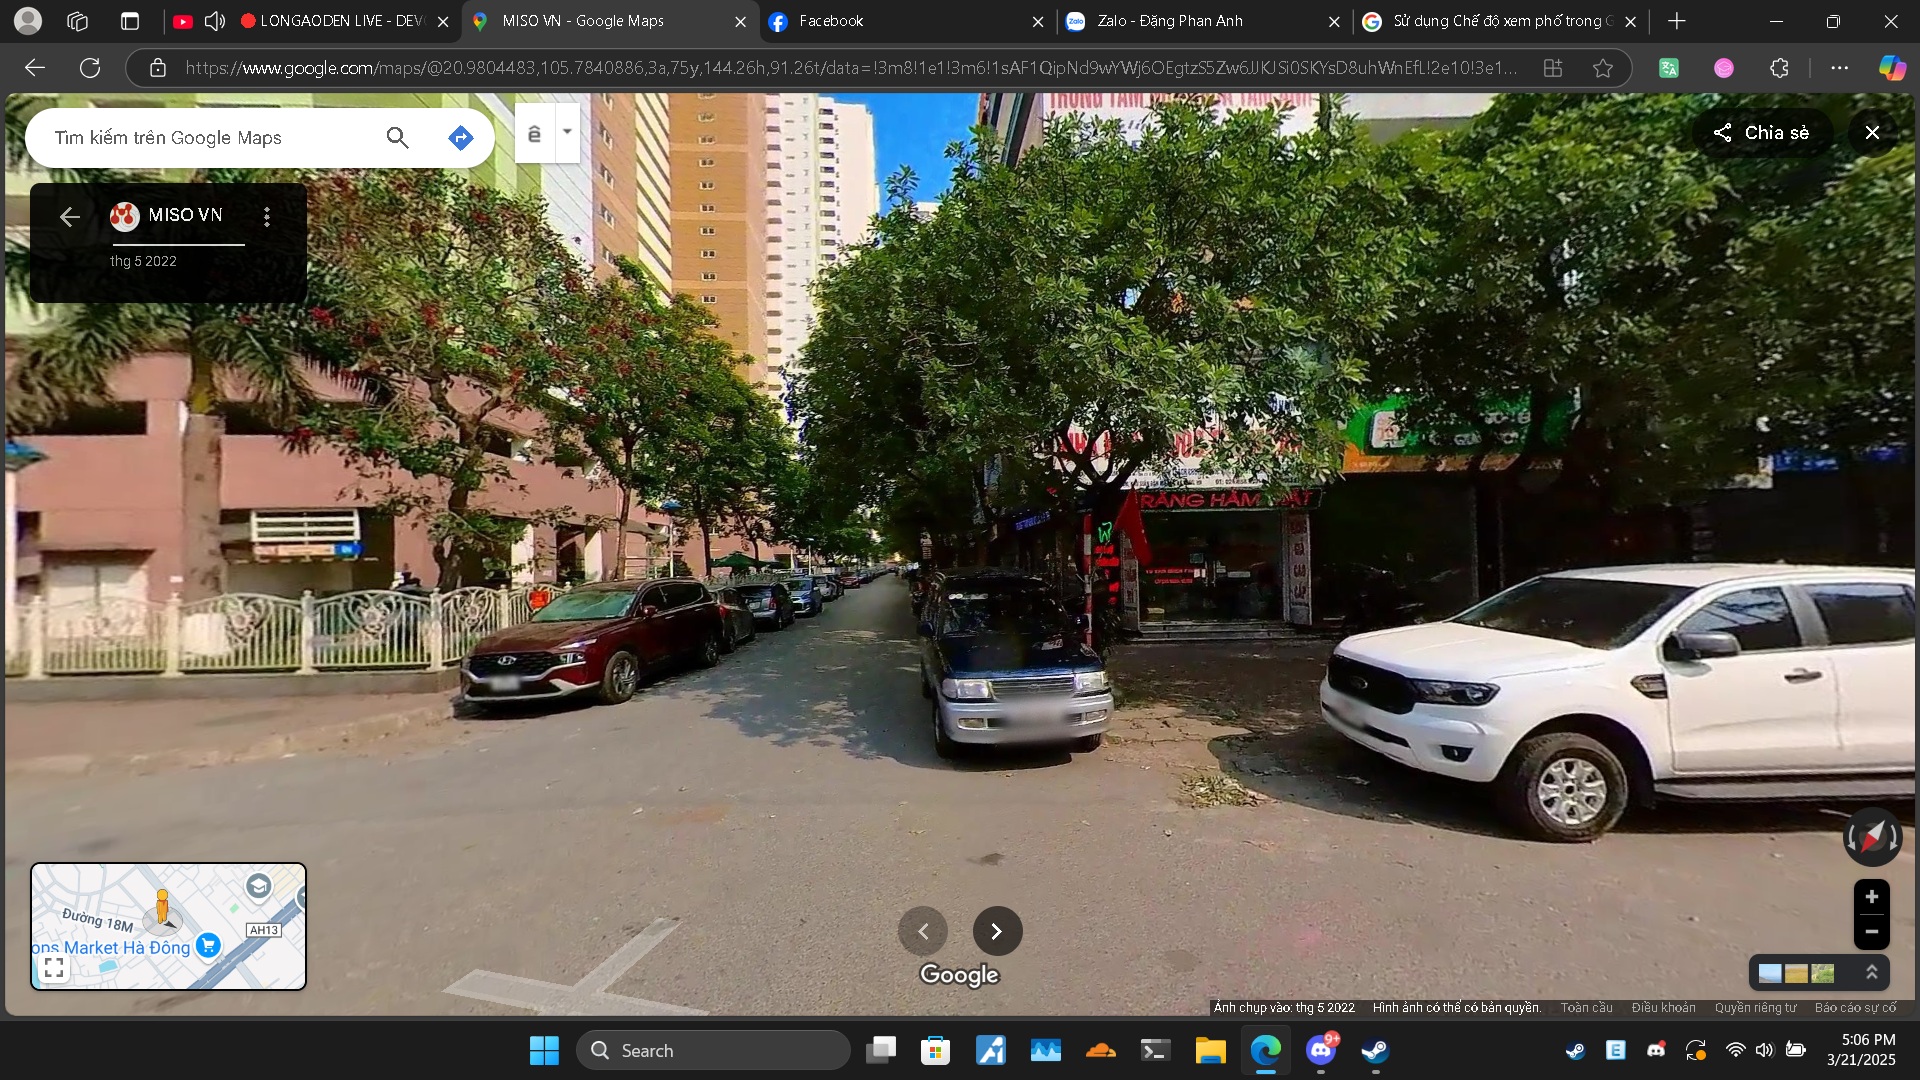 LONGAODEN LIVE - DEV
MISO VN - Google Maps
Facebook
Zalo - Đặng Phan Anh
Sử dụng Chế độ xem phố trong G
https://www.google.com/maps/@20.9804483,105.7840886,3a,75y,144.26h,91.26t/data=!3m8!1e1!3m6!1sAF1QipNd9wYWj6OEgtzS5Zw6JJKJSi0SKYsD8uhWnEfL!2e10!3e1...
Tìm kiếm trên Google Maps
ê
Chia sẻ
MISO VN
thg 5 2022
RĂNG HÀM MẶT
Đường 18M
AH13
ops Market Hà Đông
Google
Ảnh chụp vào: thg 5 2022 Hình ảnh có thể có bản quyền. Toàn cầu Điều khoản Quyền riêng tư Báo cáo sự cố
Search
9+
5:06 PM
3/21/2025